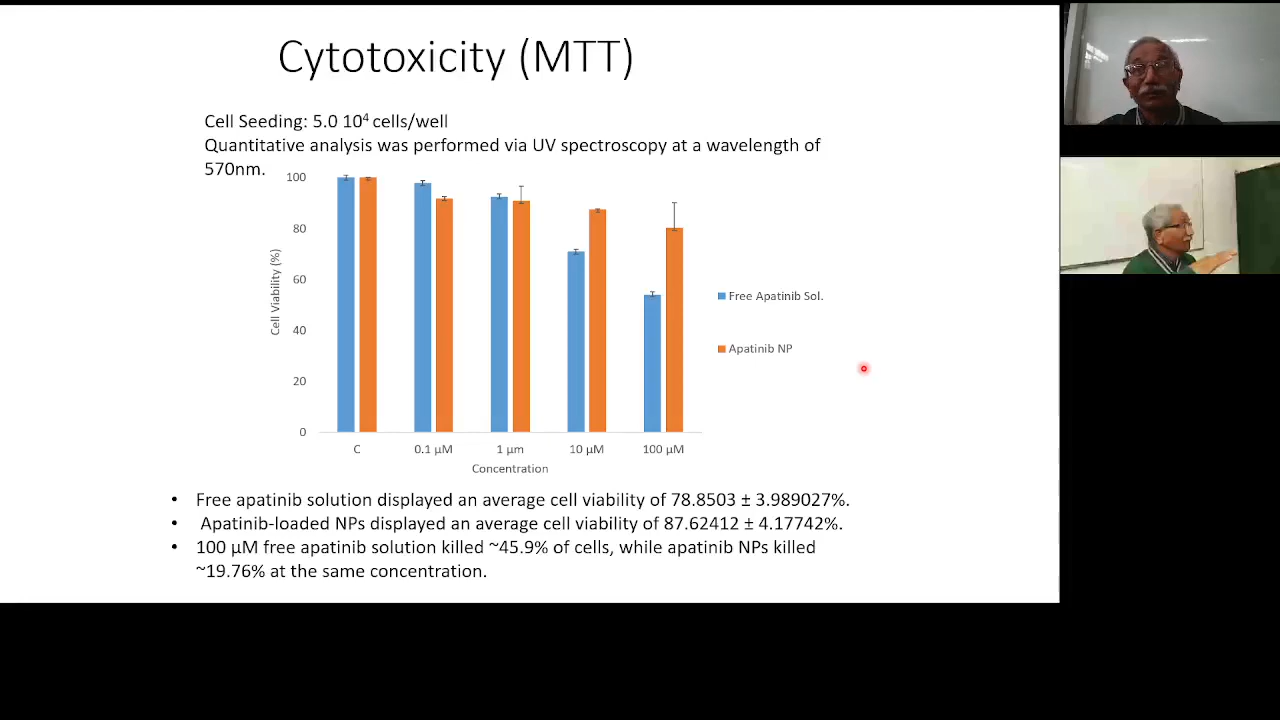 Cytotoxicity (MTT)
Cell Seeding: 5.0 10⁴ cells/well
Quantitative analysis was performed via UV spectroscopy at a wavelength of
570nm.
100
80
60
40
20
0
Cell Viability (%)
C
0.1 µM
1 µm
10 µM
100 µM
Concentration
Free Apatinib Sol.
Apatinib NP
• Free apatinib solution displayed an average cell viability of 78.8503 ± 3.989027%.
• Apatinib-loaded NPs displayed an average cell viability of 87.62412 ± 4.17742%.
• 100 µM free apatinib solution killed ~45.9% of cells, while apatinib NPs killed
~19.76% at the same concentration.